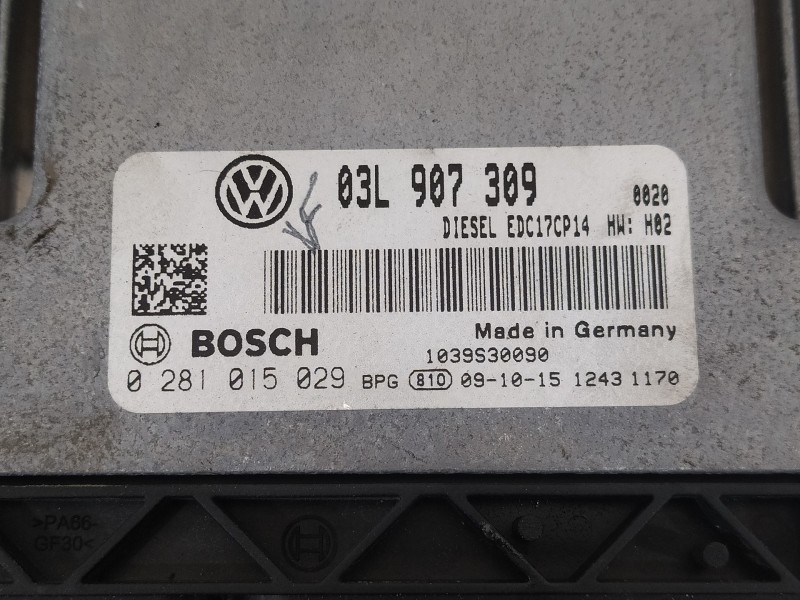 VW 03L 907 309 0020
DIESEL EDC17CP14 HW: H02
BOSCH Made in Germany
1039S30090
0 281 015 029 BPG 810 09-10-15 1243 1170
>PA66-
GF30<